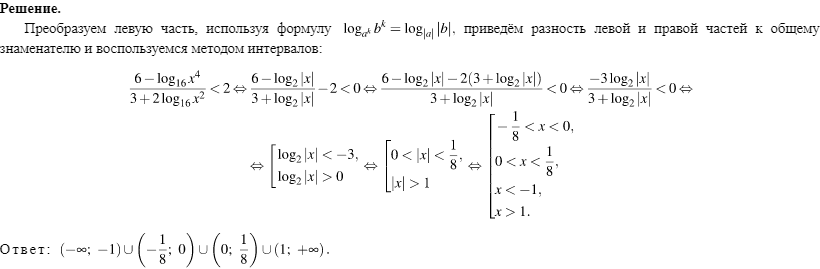 Решение.
Преобразуем левую часть, используя формулу $\log_{a^k} b^k = \log_{|a|} |b|$, приведём разность левой и правой частей к общему
знаменателю и воспользуемся методом интервалов:
$\frac{6-\log_{16} x^4}{3+2\log_{16} x^2} < 2 \Leftrightarrow \frac{6-\log_2 |x|}{3+\log_2 |x|} - 2 < 0 \Leftrightarrow \frac{6-\log_2 |x| - 2(3+\log_2 |x|)}{3+\log_2 |x|} < 0 \Leftrightarrow \frac{-3\log_2 |x|}{3+\log_2 |x|} < 0 \Leftrightarrow$
$\Leftrightarrow \left[ \begin{array}{l} \log_2 |x| < -3, \\ \log_2 |x| > 0 \end{array} \right. \Leftrightarrow \left[ \begin{array}{l} 0 < |x| < \frac{1}{8}, \\ |x| > 1 \end{array} \right. \Leftrightarrow \left[ \begin{array}{l} -\frac{1}{8} < x < 0, \\ 0 < x < \frac{1}{8}, \\ x < -1, \\ x > 1. \end{array} \right.$
Ответ: $(-\infty; -1) \cup \left(-\frac{1}{8}; 0\right) \cup \left(0; \frac{1}{8}\right) \cup (1; +\infty).$